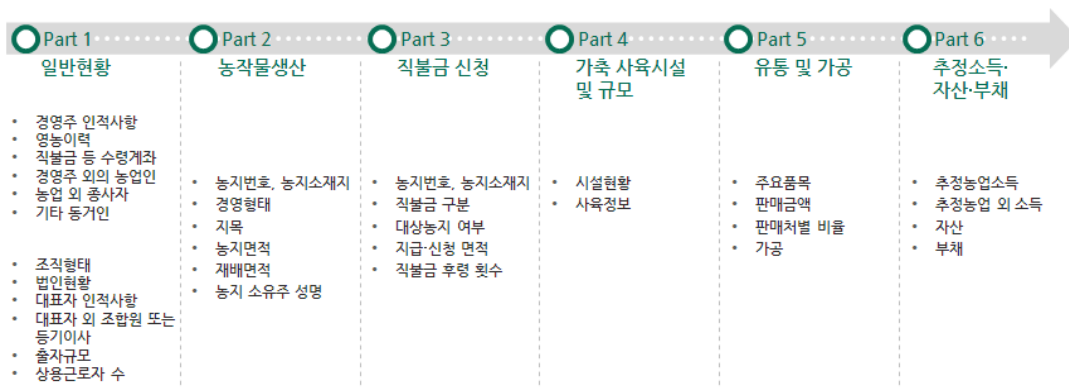 Part 1
일반현황
• 경영주 인적사항
• 영농이력
• 직불금 등 수령계좌
• 경영주 외의 농업인
• 농업 외 종사자
• 기타 동거인
• 조직형태
• 법인현황
• 대표자 인적사항
• 대표자 외 조합원 또는
등기이사
• 출자규모
• 상용근로자 수
Part 2
농작물생산
• 농지번호, 농지소재지
• 경영형태
• 지목
• 농지면적
• 재배면적
• 농지 소유주 성명
Part 3
직불금 신청
• 농지번호, 농지소재지
• 직불금 구분
• 대상농지 여부
• 지급·신청 면적
• 직불금 후령 횟수
Part 4
가축 사육시설
및 규모
• 시설현황
• 사육정보
Part 5
유통 및 가공
• 주요품목
• 판매금액
• 판매처별 비율
• 가공
Part 6
추정소득·
자산·부채
• 추정농업소득
• 추정농업 외 소득
• 자산
• 부채